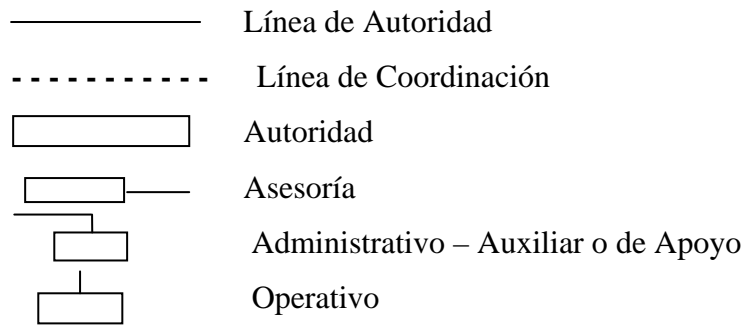 Línea de Autoridad
Línea de Coordinación
Autoridad
Asesoría
Administrativo – Auxiliar o de Apoyo
Operativo